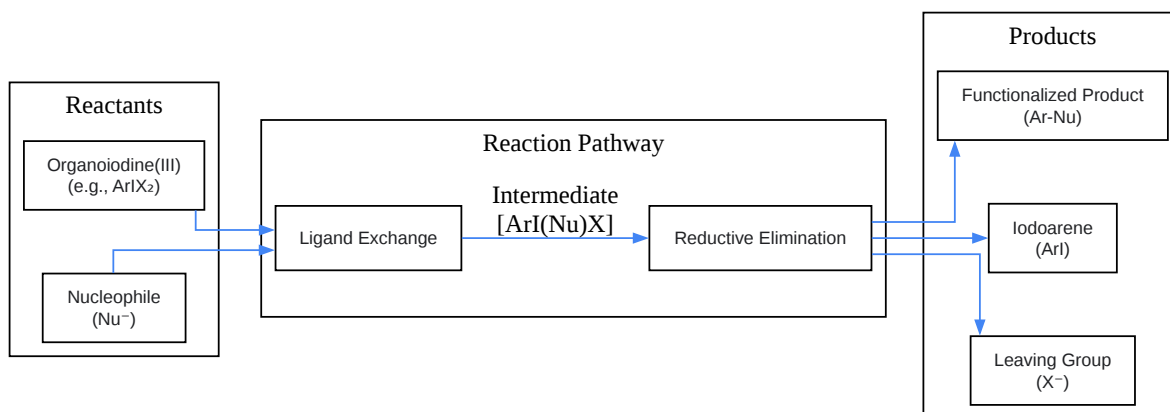 Reactants
Organoiodine(III)
(e.g., ArIX₂)
Nucleophile
(Nu⁻)
Reaction Pathway
Ligand Exchange
Intermediate
[ArI(Nu)X]
Reductive Elimination
Products
Functionalized Product
(Ar-Nu)
Iodoarene
(ArI)
Leaving Group
(X⁻)